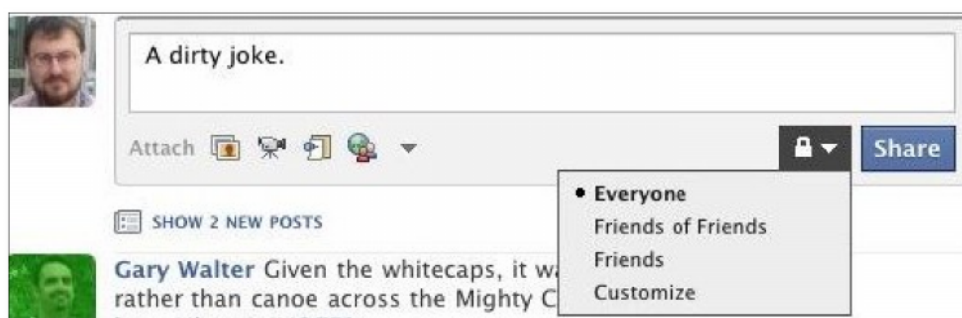 A dirty joke.
Attach
Share
Everyone
Friends of Friends
Friends
Customize
SHOW 2 NEW POSTS
Gary Walter Given the whitecaps, it wa
rather than canoe across the Mighty C